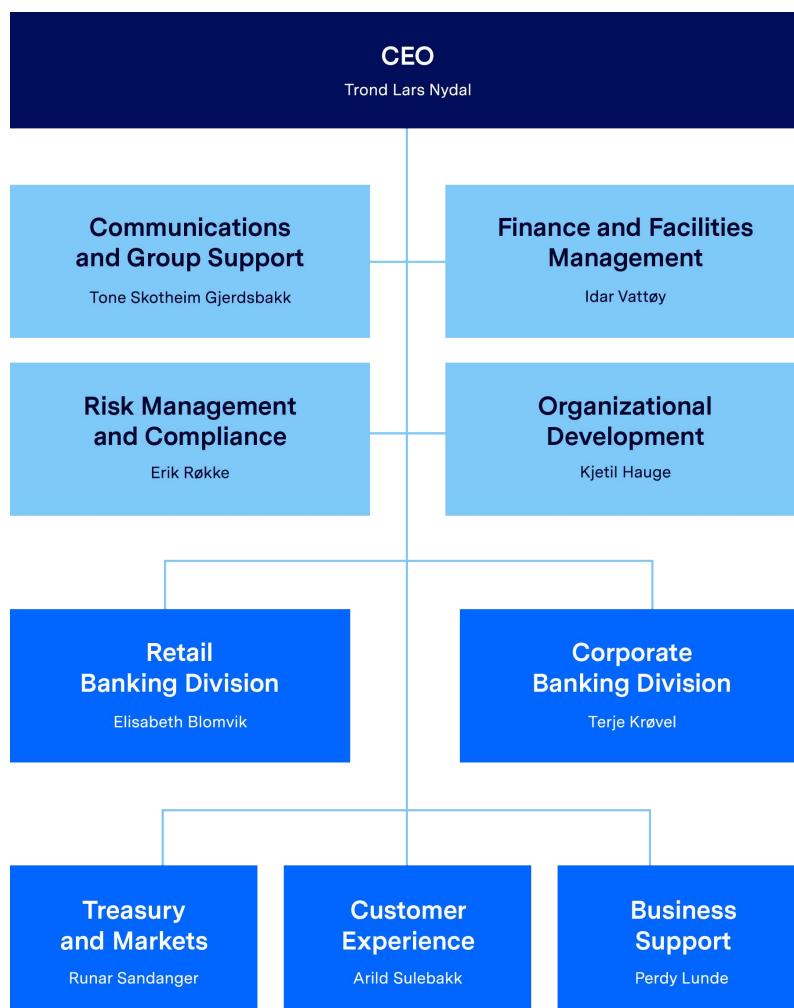 CEO
Trond Lars Nydal
Communications
and Group Support
Tone Skotheim Gjerdsbakk
Finance and Facilities
Management
Idar Vattøy
Risk Management
and Compliance
Erik Røkke
Organizational
Development
Kjetil Hauge
Retail
Banking Division
Elisabeth Blomvik
Corporate
Banking Division
Terje Krøvel
Treasury
and Markets
Runar Sandanger
Customer
Experience
Arild Sulebakk
Business
Support
Perdy Lunde